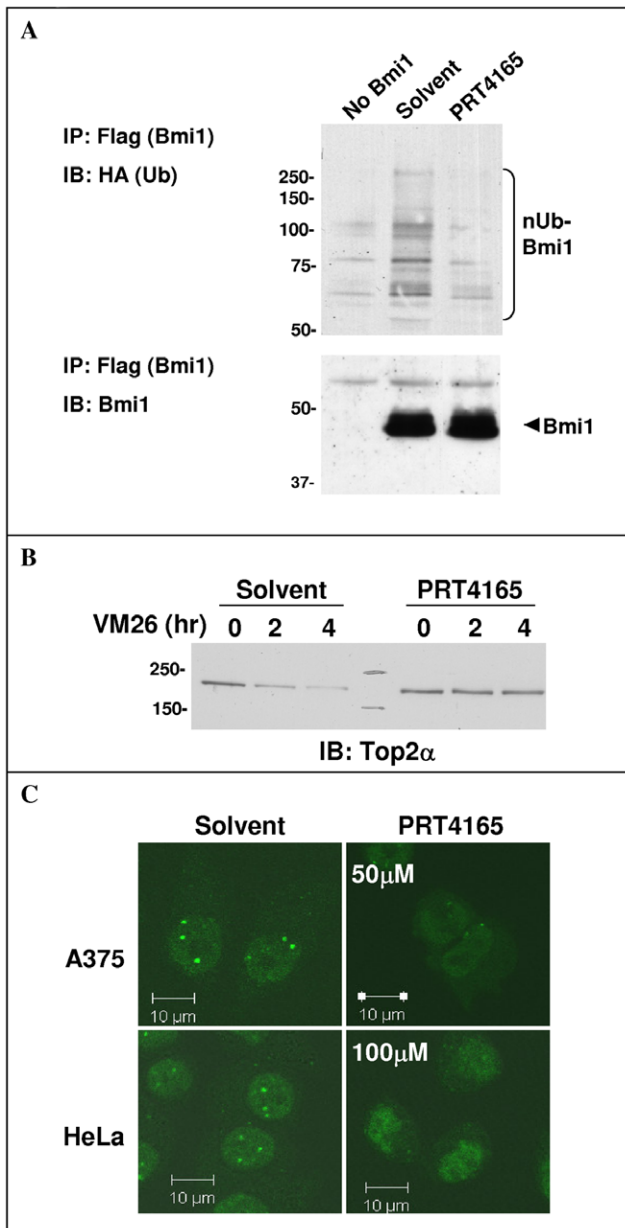 A
No Bmi1 Solvent PRT4165
IP: Flag (Bmi1)
IB: HA (Ub)
250-
150-
100-
75-
50-
nUb-
Bmi1
IP: Flag (Bmi1)
IB: Bmi1
50-
37-
Bmi1
B
Solvent PRT4165
VM26 (hr) 0 2 4 0 2 4
250-
150-
IB: Top2α
C
Solvent PRT4165
A375
10 µm
50µM
10 µm
HeLa
10 µm
100µM
10 µm